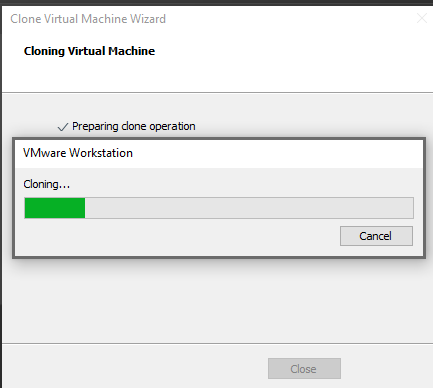 Clone Virtual Machine Wizard
Cloning Virtual Machine
Preparing clone operation
VMware Workstation
Cloning...
Cancel
Close